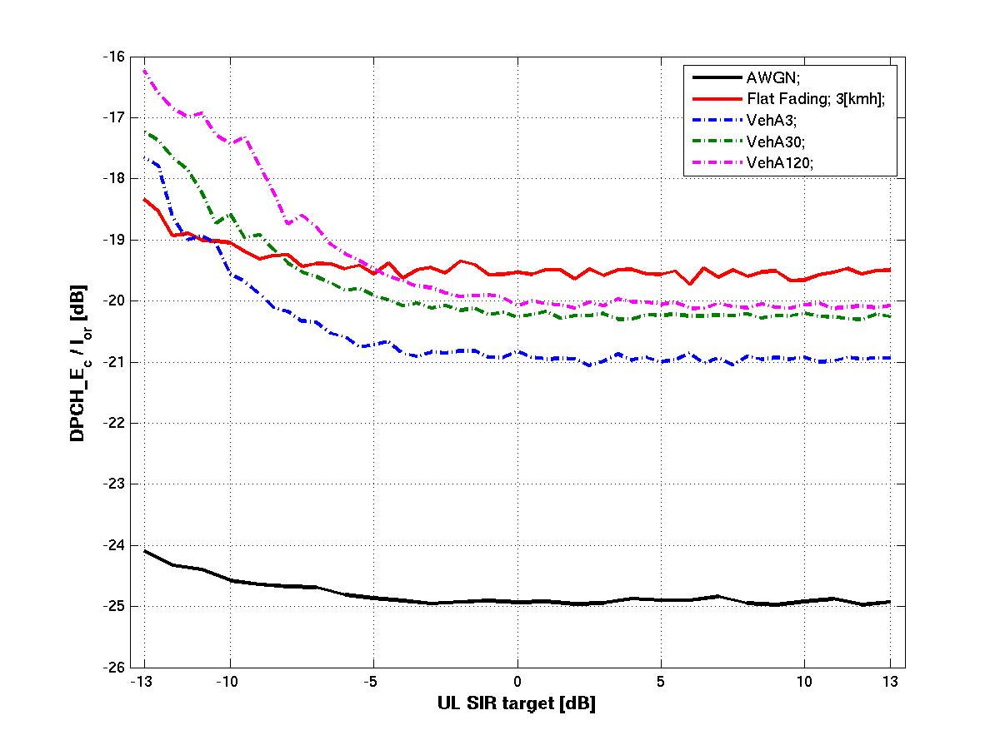 -16
-17
-18
-19
-20
-21
-22
-23
-24
-25
-26
DPCH_E_c / I_or [dB]
AWGN;
Flat Fading; 3[kmh];
VehA3;
VehA30;
VehA120;
-13 -10 -5 0 5 10 13
UL SIR target [dB]